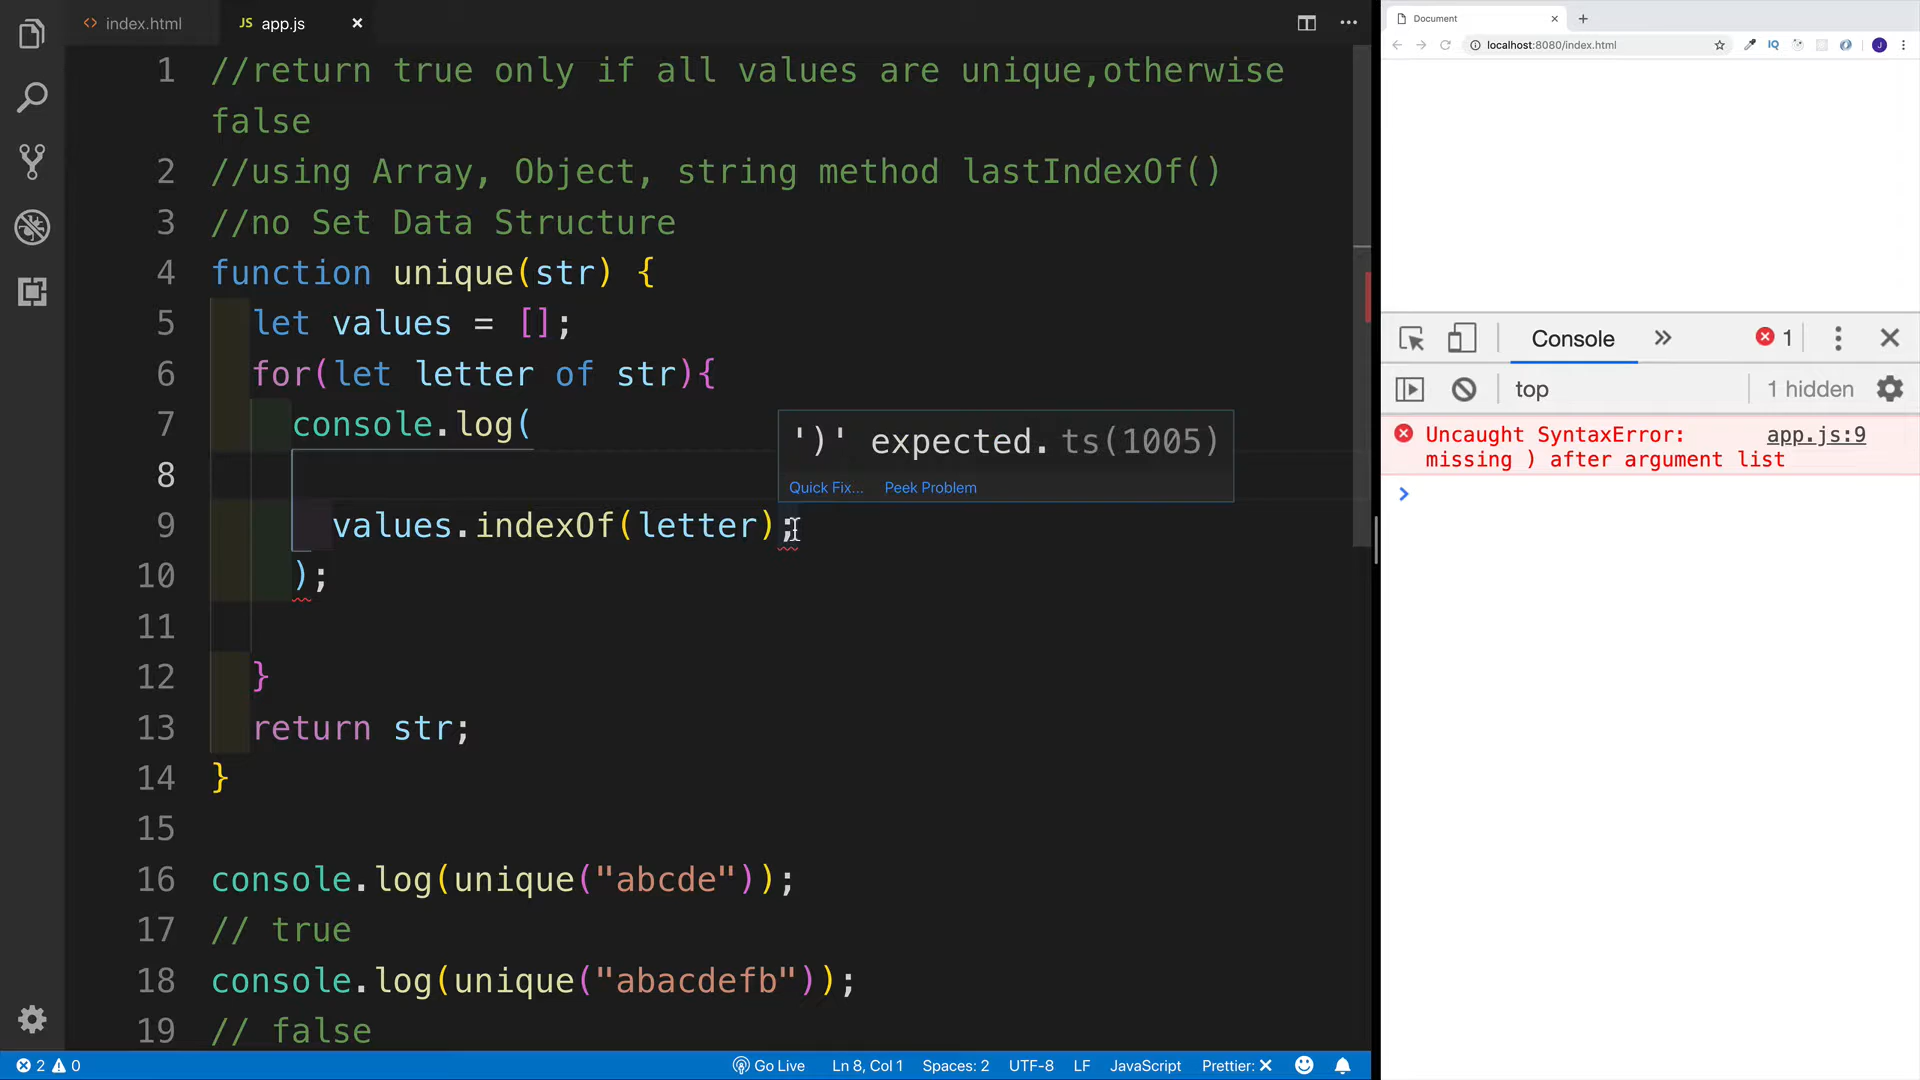 index.html
JS app.js
1 //return true only if all values are unique,otherwise
false
2 //using Array, Object, string method lastIndexOf()
3 //no Set Data Structure
4 function unique(str) {
5 let values = [];
6 for(let letter of str){
7 console.log(
8
9 values.indexOf(letter);
10 );
11
12 }
13 return str;
14 }
15
16 console.log(unique("abcde"));
17 // true
18 console.log(unique("abacdefb"));
19 // false
')' expected. ts(1005)
Quick Fix... Peek Problem
2 0
Go Live
Ln 8, Col 1
Spaces: 2
UTF-8
LF
JavaScript
Prettier: ×
Document
localhost:8080/index.html
IQ
J
Console
1
top
1 hidden
Uncaught SyntaxError: app.js:9
missing ) after argument list